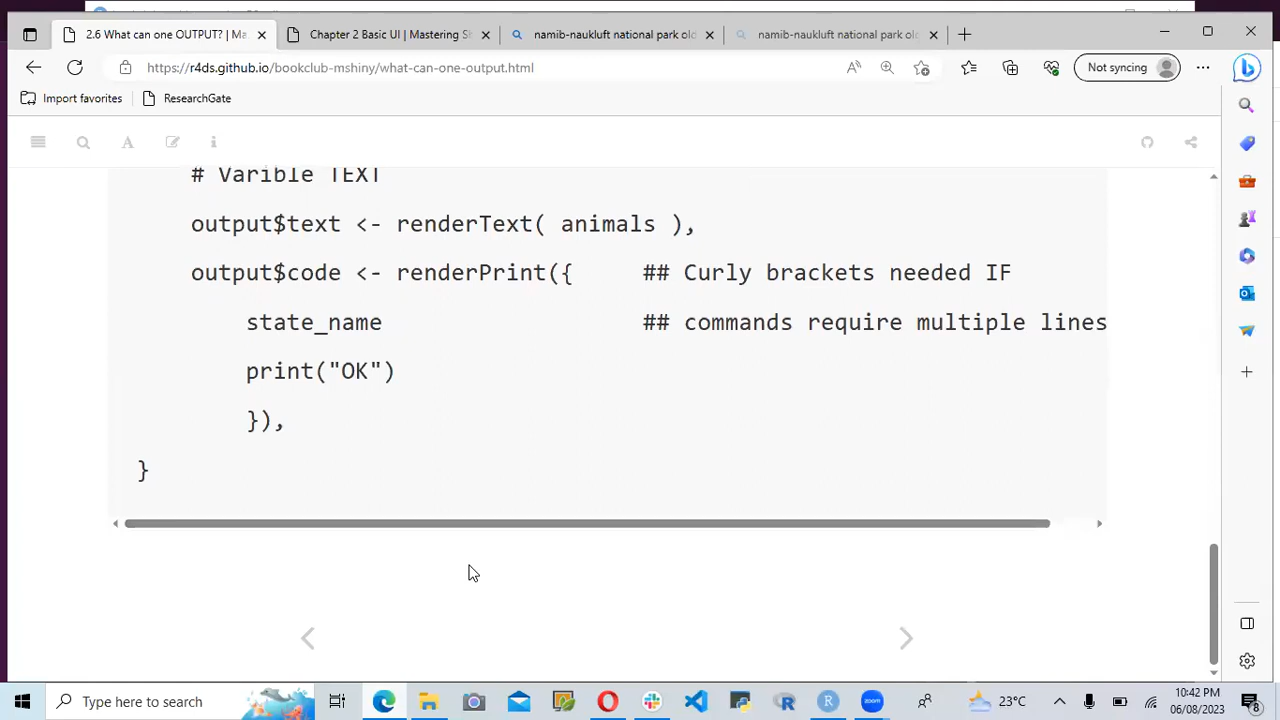 2.6 What can one OUTPUT? | Ma
Chapter 2 Basic UI | Mastering Sh
namib-naukluft national park old
namib-naukluft national park old
https://r4ds.github.io/bookclub-mshiny/what-can-one-output.html
Not syncing
Import favorites
ResearchGate
# Varible TEXT
output$text <- renderText( animals ),
output$code <- renderPrint({ ## Curly brackets needed IF
state_name ## commands require multiple lines
print("OK")
}),
}
Type here to search
zoom
23°C
10:42 PM
06/08/2023
8